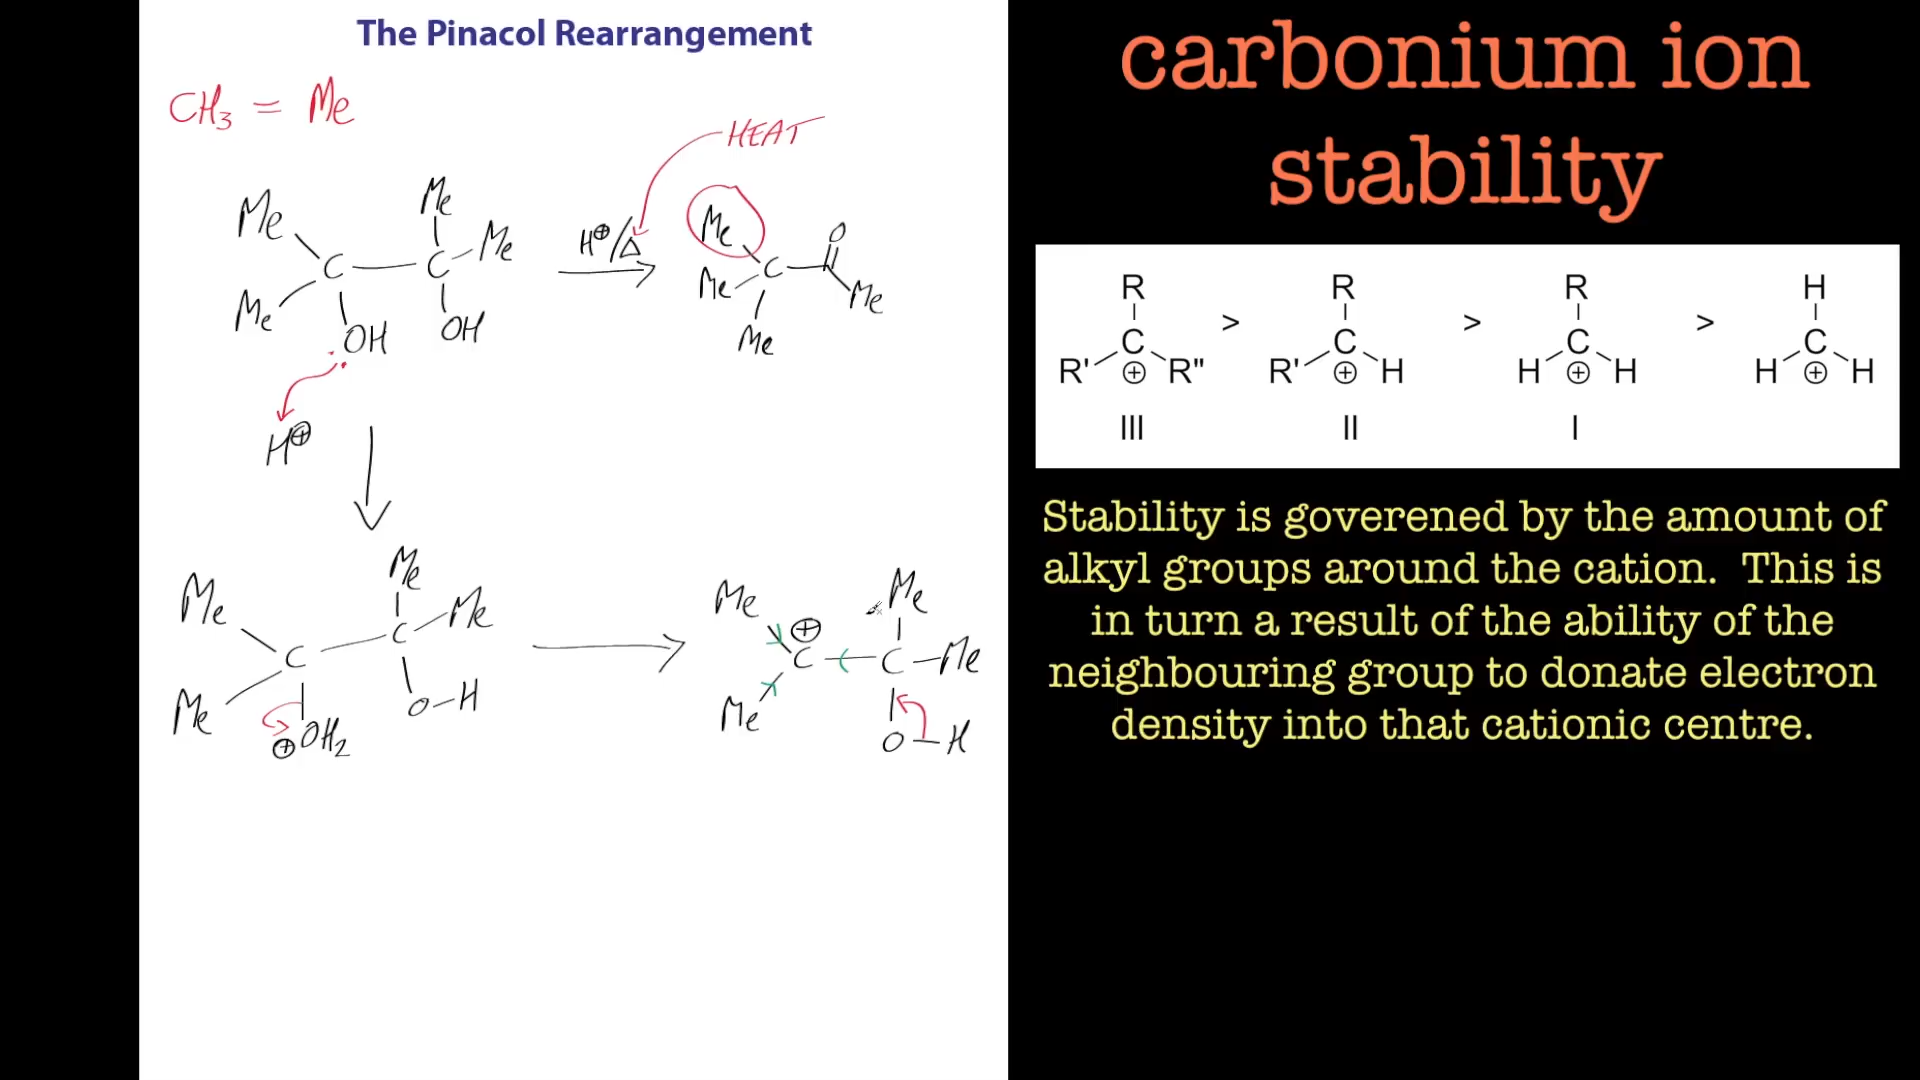 The Pinacol Rearrangement
CH3 = Me
HEAT
Me Me Me
C C
Me OH OH
H⊕/Δ
Me O
Me C Me
Me
H⊕
Me Me Me
C C
Me ⊕OH2 O-H
Me ⊕ Me
C C Me
Me O-H
carbonium ion
stability
R > R > R > H
C C C C
R' ⊕ R" R' ⊕ H H ⊕ H H ⊕ H
III II I
Stability is goverened by the amount of
alkyl groups around the cation. This is
in turn a result of the ability of the
neighbouring group to donate electron
density into that cationic centre.